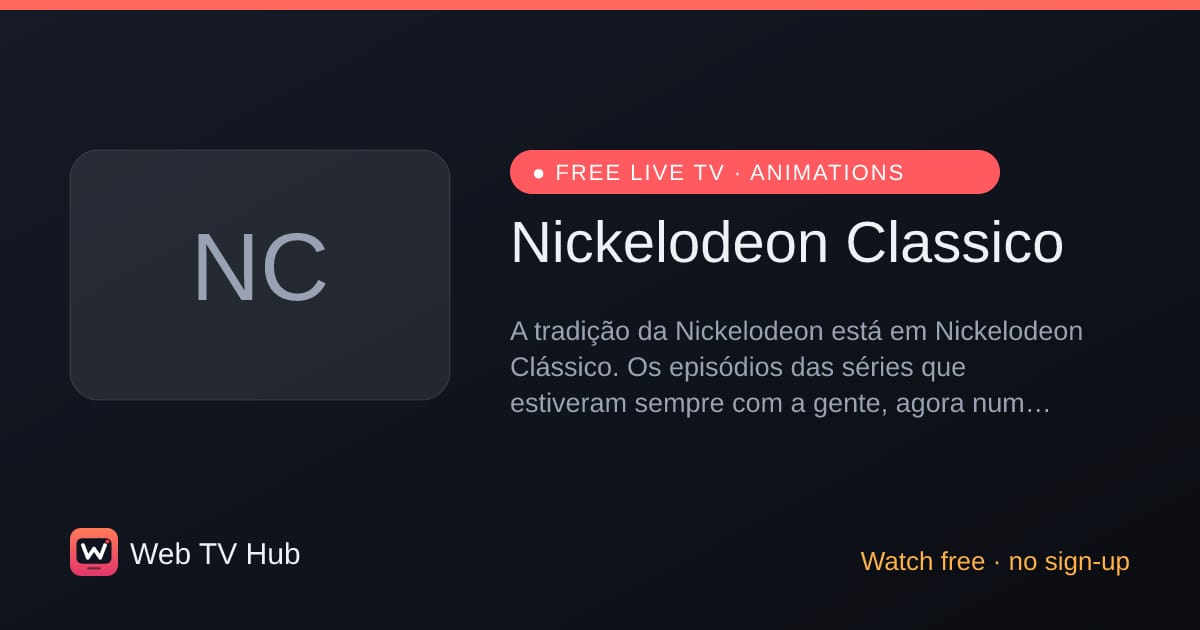 NC
FREE LIVE TV · ANIMATIONS
Nickelodeon Classico
A tradição da Nickelodeon está em Nickelodeon
Clássico. Os episódios das séries que
estiveram sempre com a gente, agora num…
W
Web TV Hub
Watch free · no sign-up